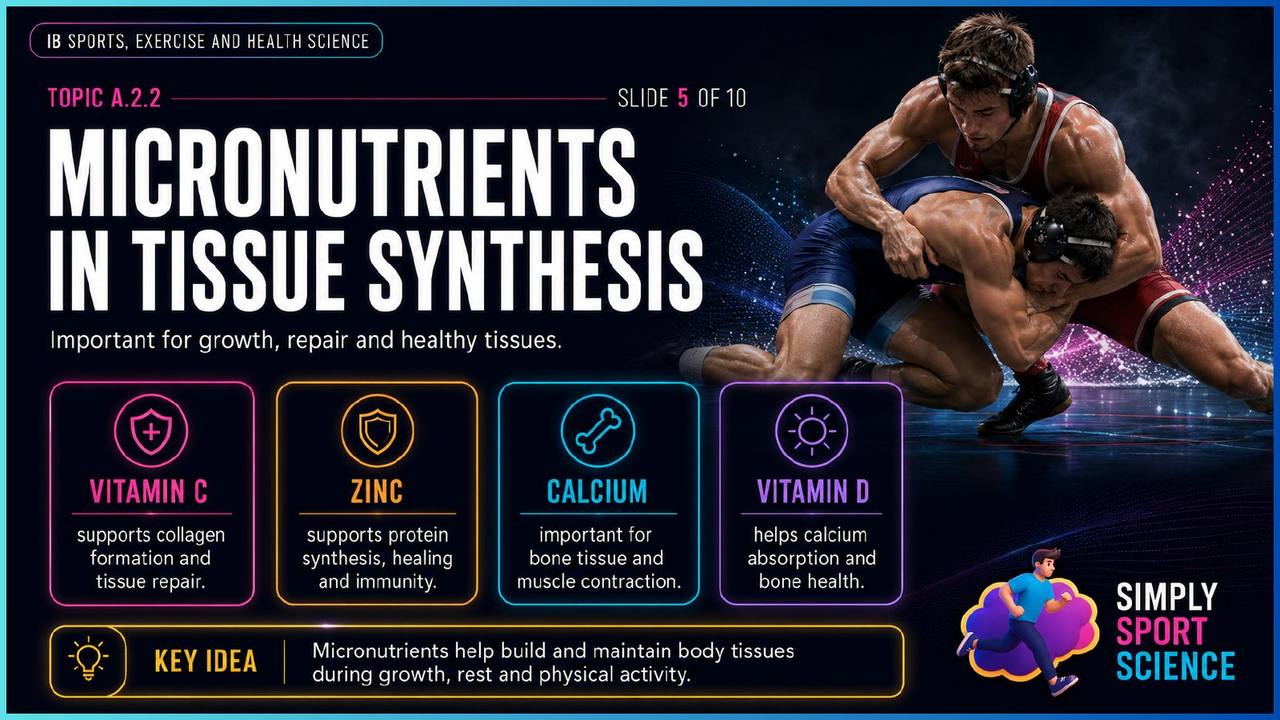 IB SPORTS, EXERCISE AND HEALTH SCIENCE
TOPIC A.2.2
SLIDE 5 OF 10
MICRONUTRIENTS
IN TISSUE SYNTHESIS
Important for growth, repair and healthy tissues.
VITAMIN C
supports collagen
formation and
tissue repair.
ZINC
supports protein
synthesis, healing
and immunity.
CALCIUM
important for
bone tissue and
muscle contraction.
VITAMIN D
helps calcium
absorption and
bone health.
KEY IDEA
Micronutrients help build and maintain body tissues
during growth, rest and physical activity.
SIMPLY
SPORT
SCIENCE